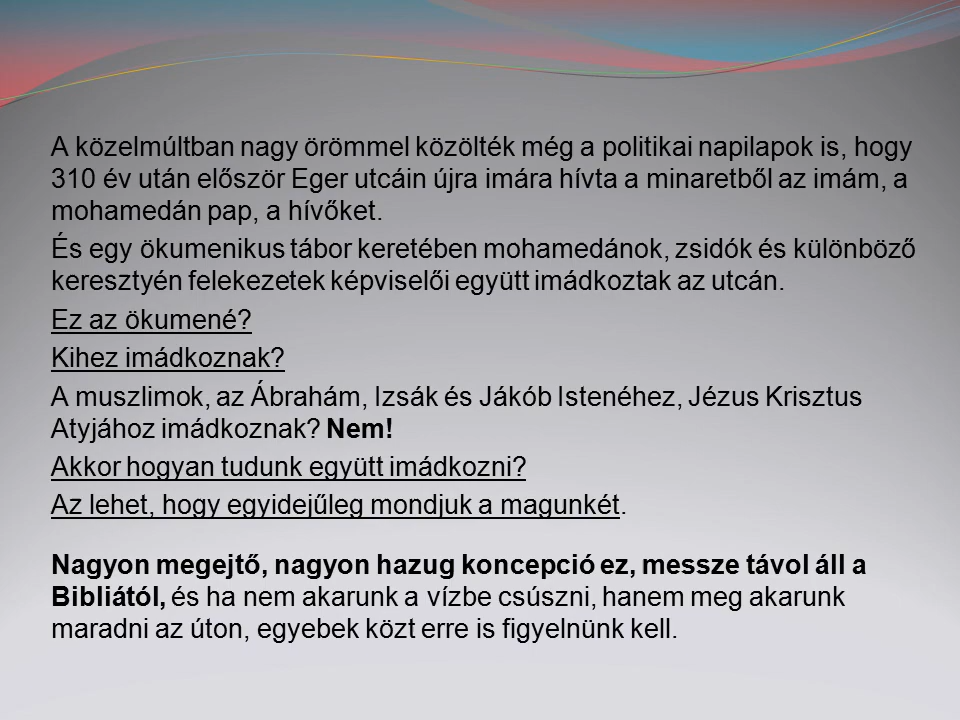 A közelmúltban nagy örömmel közölték még a politikai napilapok is, hogy
310 év után először Eger utcáin újra imára hívta a minaretből az imám, a
mohamedán pap, a hívőket.
És egy ökumenikus tábor keretében mohamedánok, zsidók és különböző
keresztyén felekezetek képviselői együtt imádkoztak az utcán.
Ez az ökumené?
Kihez imádkoznak?
A muszlimok, az Ábrahám, Izsák és Jákób Istenéhez, Jézus Krisztus
Atyjához imádkoznak? Nem!
Akkor hogyan tudunk együtt imádkozni?
Az lehet, hogy egyidejűleg mondjuk a magunkét.
Nagyon megejtő, nagyon hazug koncepció ez, messze távol áll a
Bibliától, és ha nem akarunk a vízbe csúszni, hanem meg akarunk
maradni az úton, egyebek közt erre is figyelnünk kell.